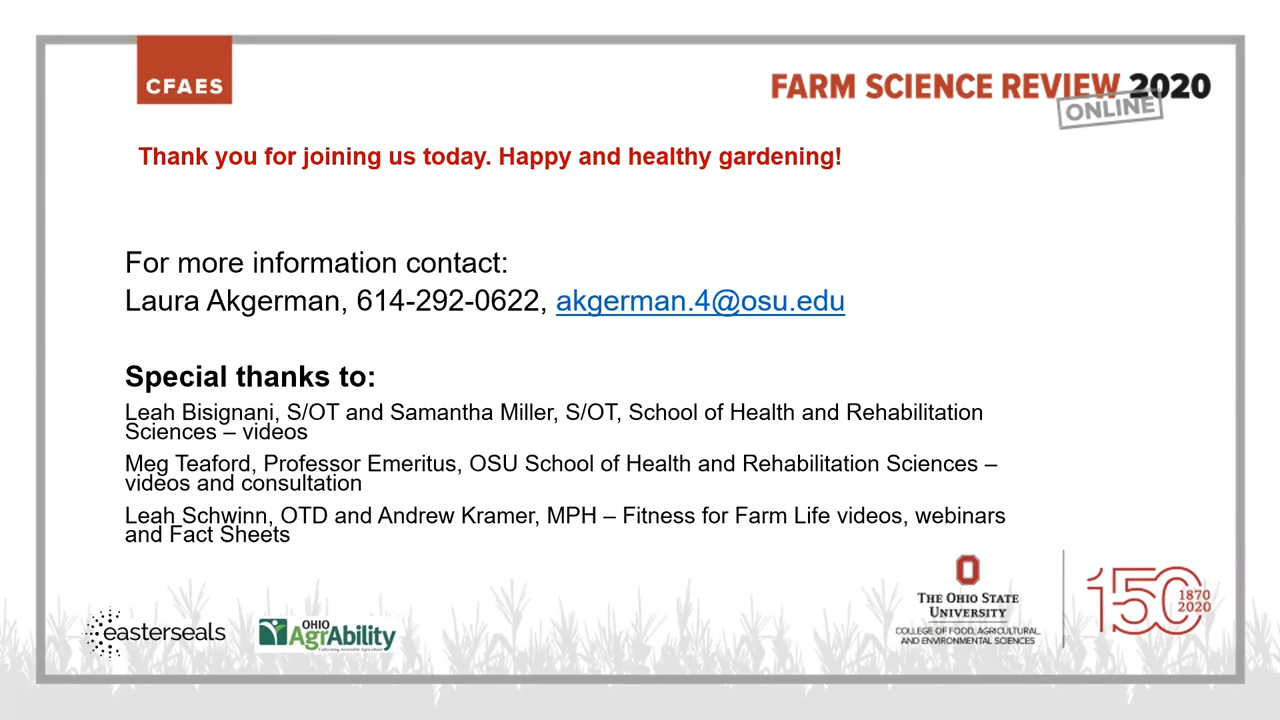 CFAES
FARM SCIENCE REVIEW 2020
ONLINE
Thank you for joining us today. Happy and healthy gardening!
For more information contact:
Laura Akgerman, 614-292-0622, akgerman.4@osu.edu
Special thanks to:
Leah Bisignani, S/OT and Samantha Miller, S/OT, School of Health and Rehabilitation
Sciences – videos
Meg Teaford, Professor Emeritus, OSU School of Health and Rehabilitation Sciences –
videos and consultation
Leah Schwinn, OTD and Andrew Kramer, MPH – Fitness for Farm Life videos, webinars
and Fact Sheets
easterseals
OHIO
AgrAbility
Cultivating Accessible Agriculture
THE OHIO STATE
UNIVERSITY
COLLEGE OF FOOD, AGRICULTURAL,
AND ENVIRONMENTAL SCIENCES
150
1870
2020